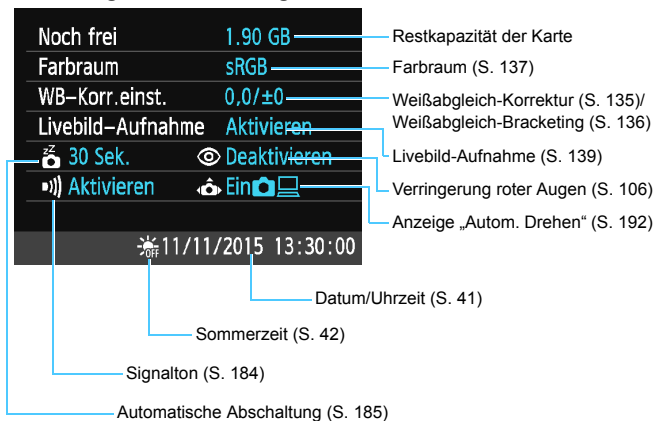 Noch frei 1.90 GB Restkapazität der Karte
Farbraum sRGB Farbraum (S. 137)
WB–Korr.einst. 0,0/±0 Weißabgleich-Korrektur (S. 135)/
Weißabgleich-Bracketing (S. 136)
Livebild–Aufnahme Aktivieren
Livebild-Aufnahme (S. 139)
zZ 30 Sek. Deaktivieren
Verringerung roter Augen (S. 106)
Aktivieren Ein
Anzeige „Autom. Drehen“ (S. 192)
OFF 11/11/2015 13:30:00
Datum/Uhrzeit (S. 41)
Sommerzeit (S. 42)
Signalton (S. 184)
Automatische Abschaltung (S. 185)